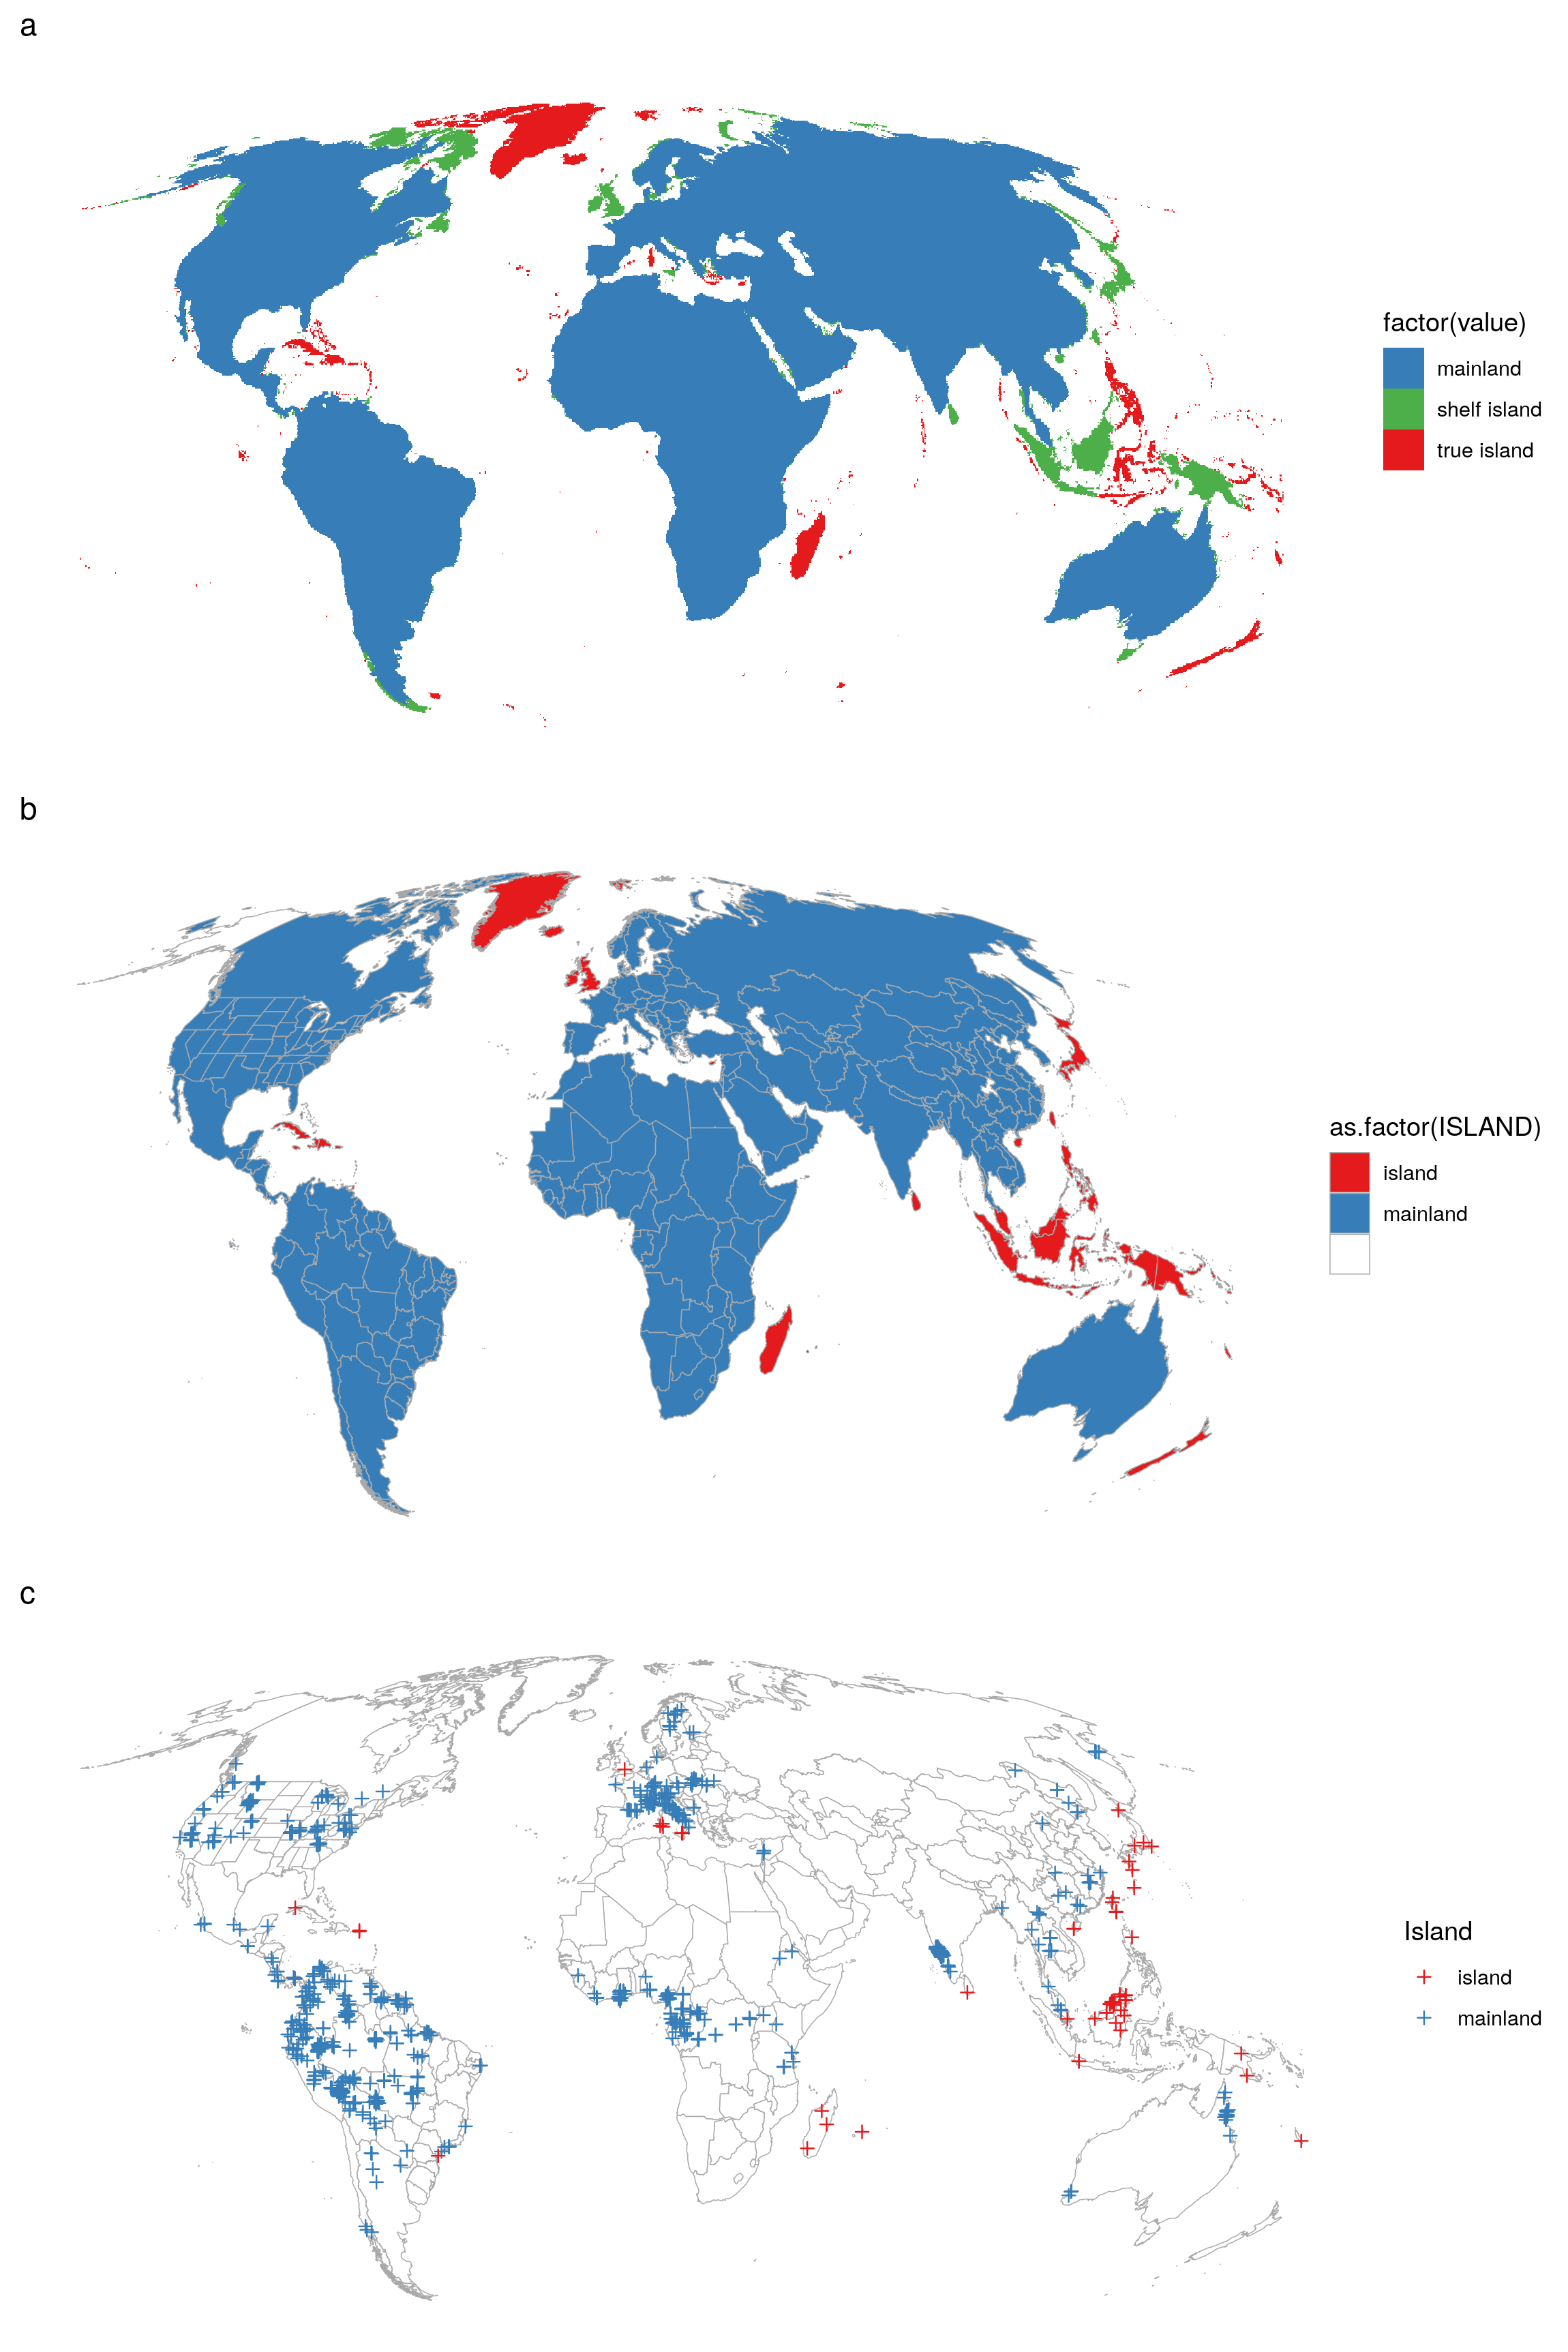 a
factor(value)
mainland
shelf island
true island
b
as.factor(ISLAND)
island
mainland
c
Island
island
mainland